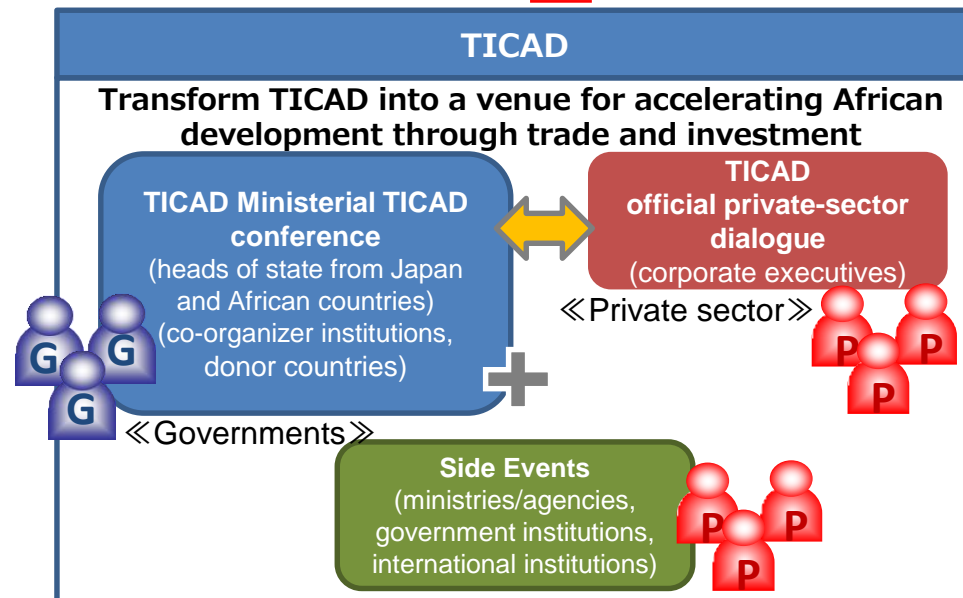 TICAD
Transform TICAD into a venue for accelerating African
development through trade and investment
TICAD Ministerial TICAD
conference
(heads of state from Japan
and African countries)
(co-organizer institutions,
donor countries)
TICAD
official private-sector
dialogue
(corporate executives)
≪Private sector≫
G
G
G
P
P
P
≪Governments≫
Side Events
(ministries/agencies,
government institutions,
international institutions)
P
P
P